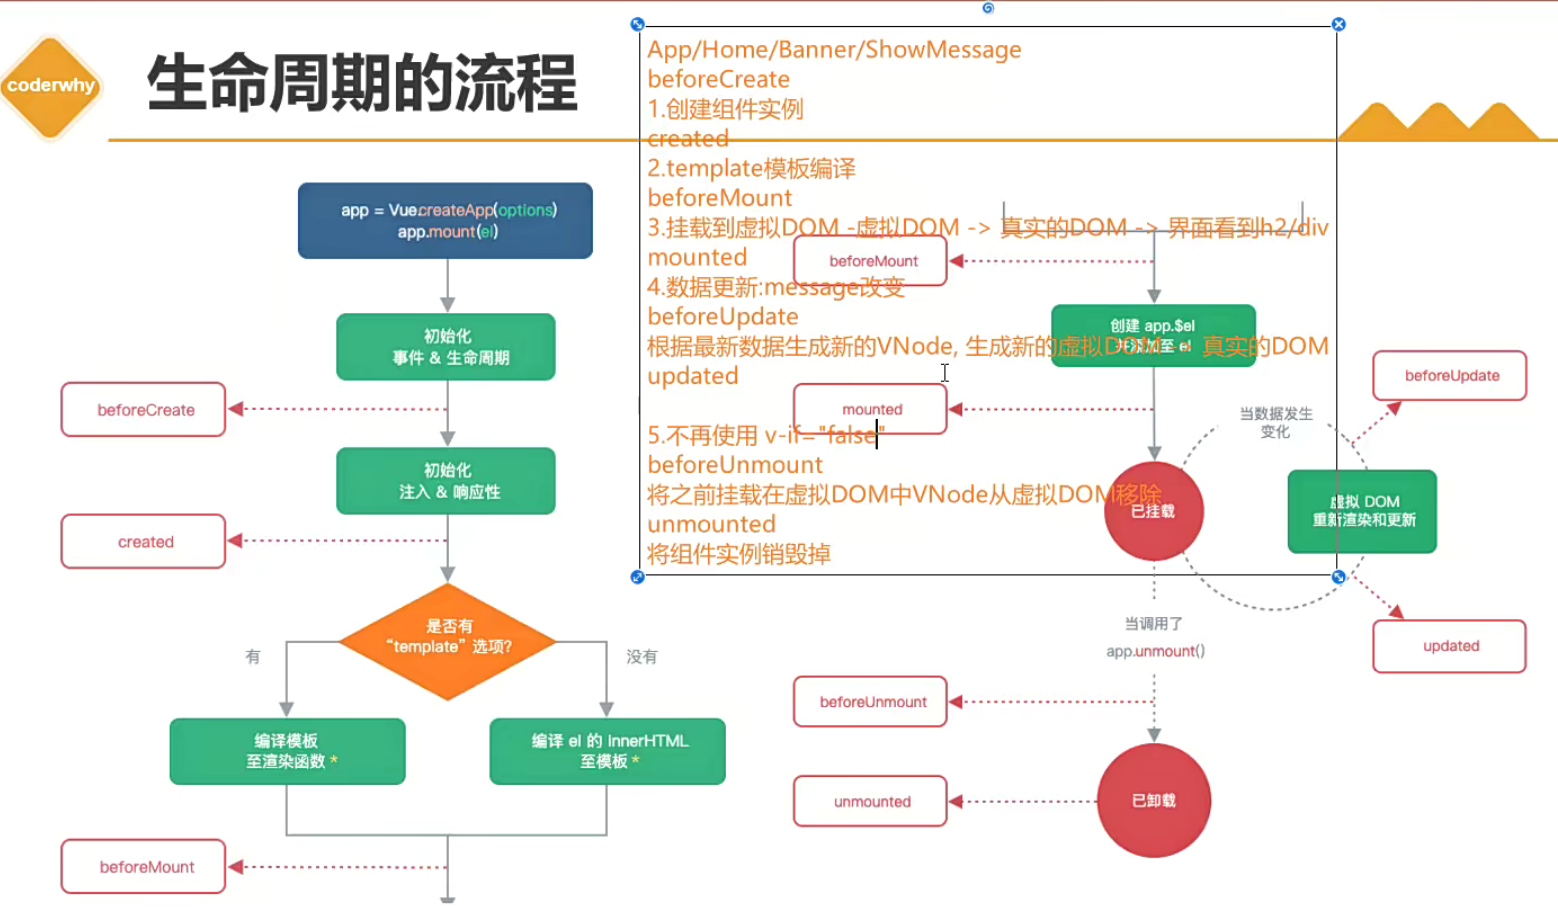 coderwhy
生命周期的流程
App/Home/Banner/ShowMessage
beforeCreate
1.创建组件实例
created
2.template模板编译
beforeMount
3.挂载到虚拟DOM -虚拟DOM -> 真实的DOM -> 界面看到h2/div
mounted
4.数据更新:message改变
beforeUpdate
根据最新数据生成新的VNode, 生成新的虚拟DOM -> 真实的DOM
updated
5.不再使用 v-if="false"
beforeUnmount
将之前挂载在虚拟DOM中VNode从虚拟DOM移除
unmounted
将组件实例销毁掉
app = Vue.createApp(options)
app.mount(el)
初始化
事件 & 生命周期
beforeCreate
初始化
注入 & 响应性
created
是否有
“template”选项?
有
没有
编译模板
至渲染函数 *
编译 el 的 InnerHTML
至模板 *
beforeMount
beforeMount
创建 app.$el
并添加至 el
mounted
已挂载
当数据发生
变化
beforeUpdate
虚拟 DOM
重新渲染和更新
updated
当调用了
app.unmount()
beforeUnmount
unmounted
已卸载